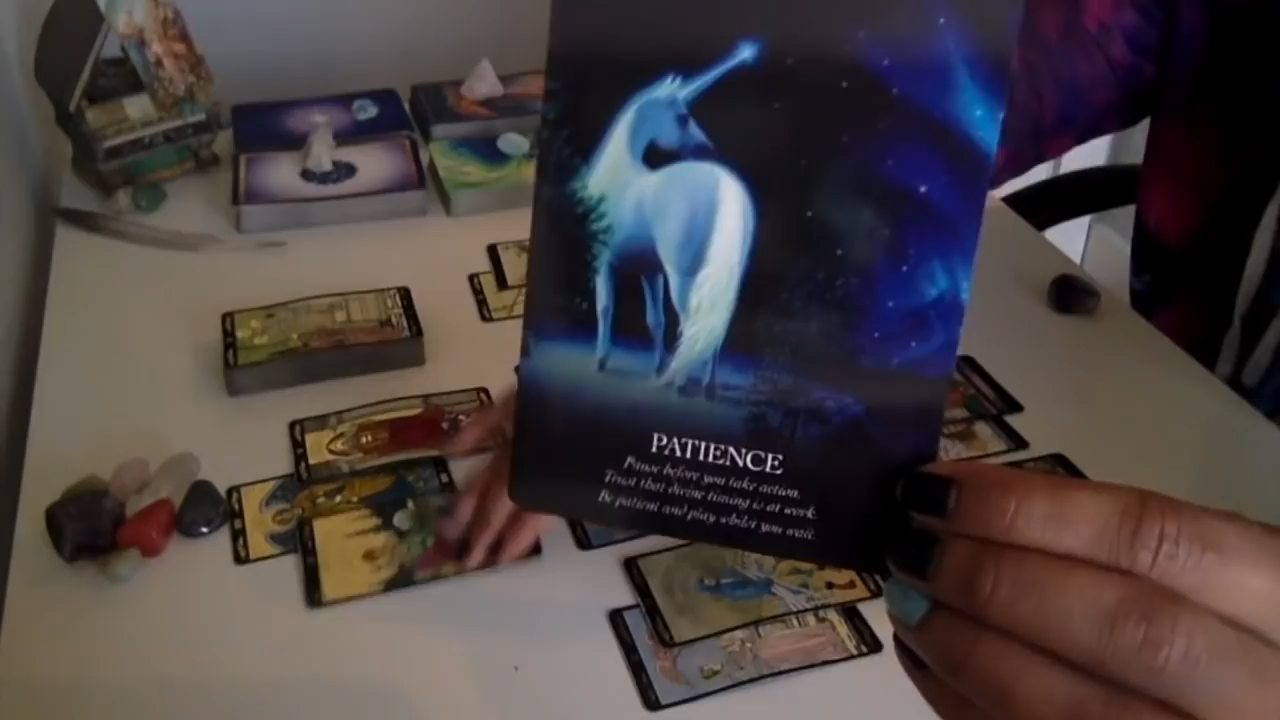 PATIENCE
Pause before you take action.
Trust that divine timing is at work.
Be patient and play whilst you wait.